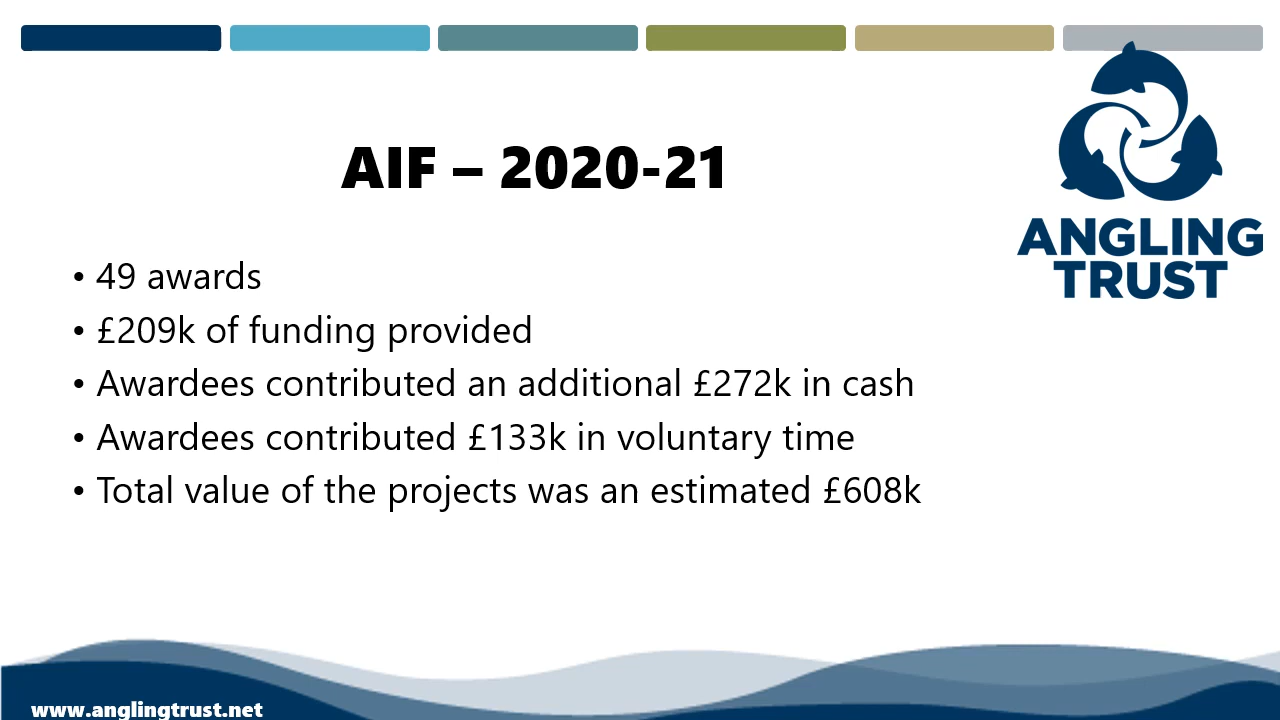 AIF – 2020-21
ANGLING
TRUST
• 49 awards
• £209k of funding provided
• Awardees contributed an additional £272k in cash
• Awardees contributed £133k in voluntary time
• Total value of the projects was an estimated £608k
www.anglingtrust.net